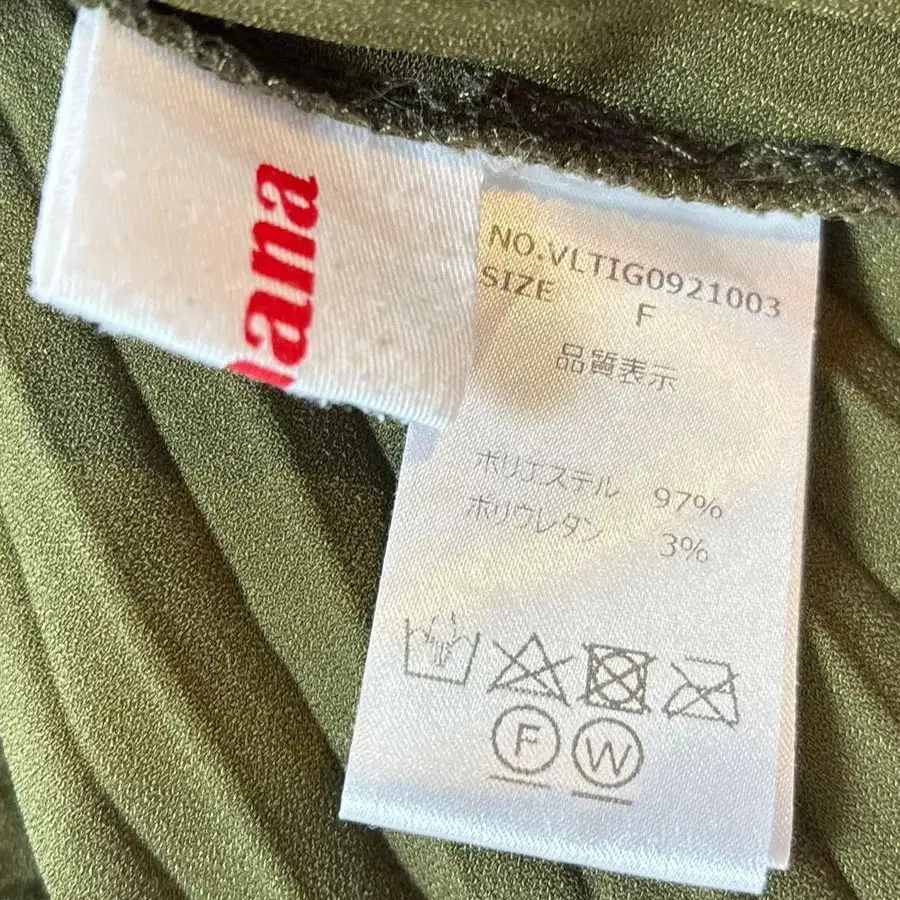 NO.VLTIG0921003
SIZE F
品質表示
ポリエステル 97%
ポリウレタン 3%
F W